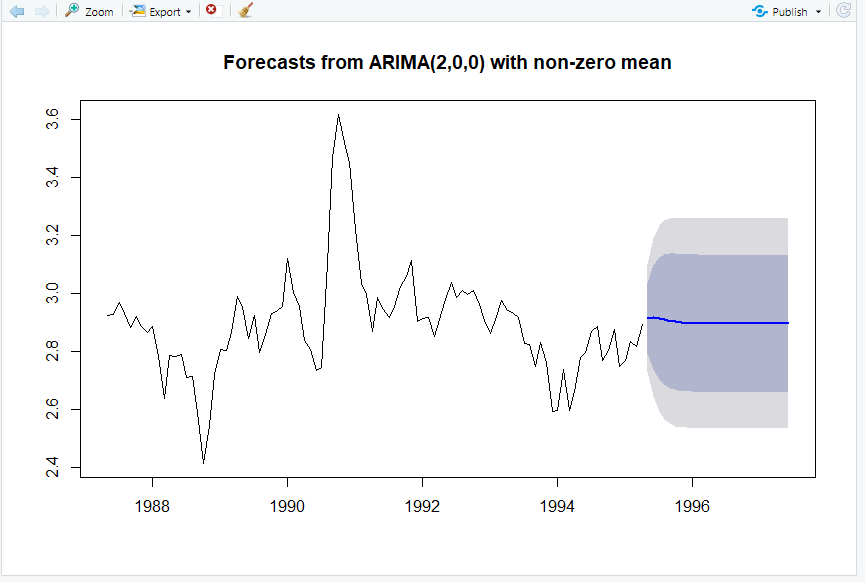 Zoom Export Publish
Forecasts from ARIMA(2,0,0) with non-zero mean
3.6
3.4
3.2
3.0
2.8
2.6
2.4
1988 1990 1992 1994 1996